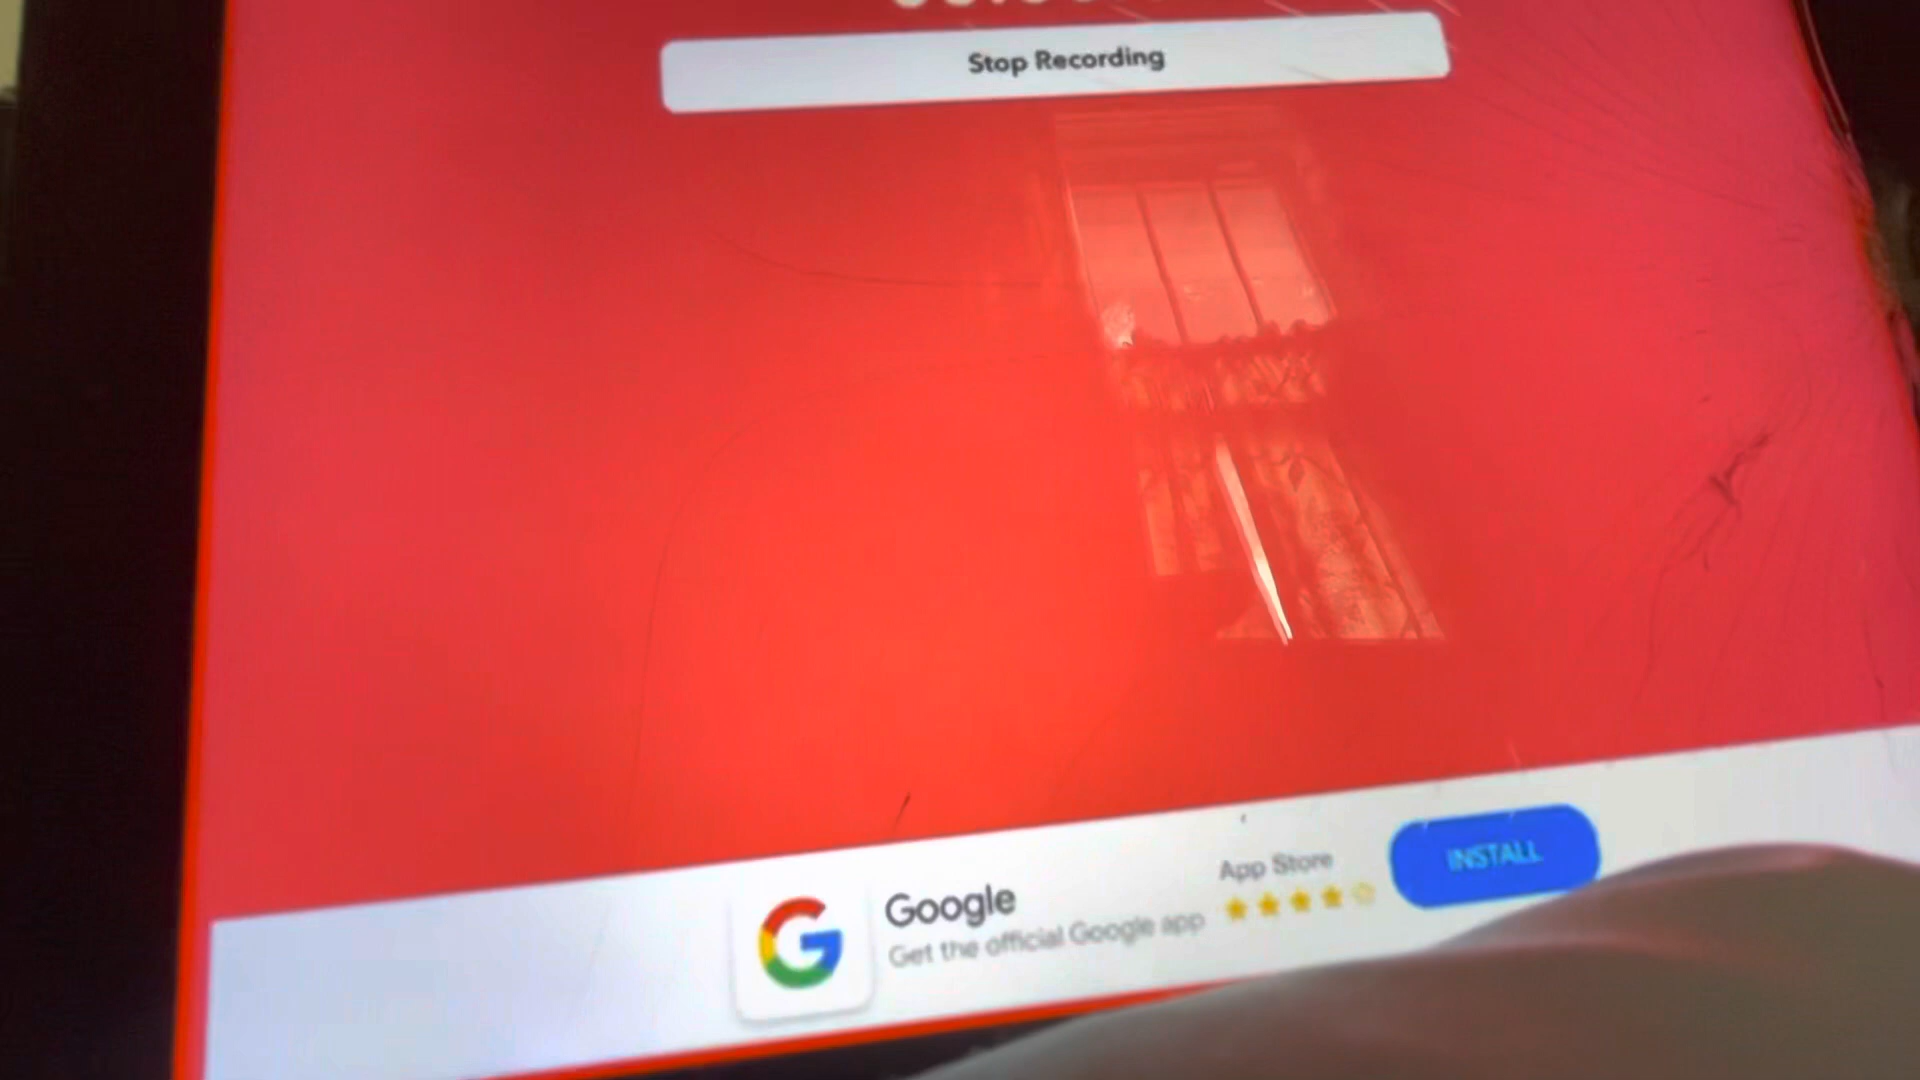 Stop Recording
Google
Get the official Google app
App Store
INSTALL